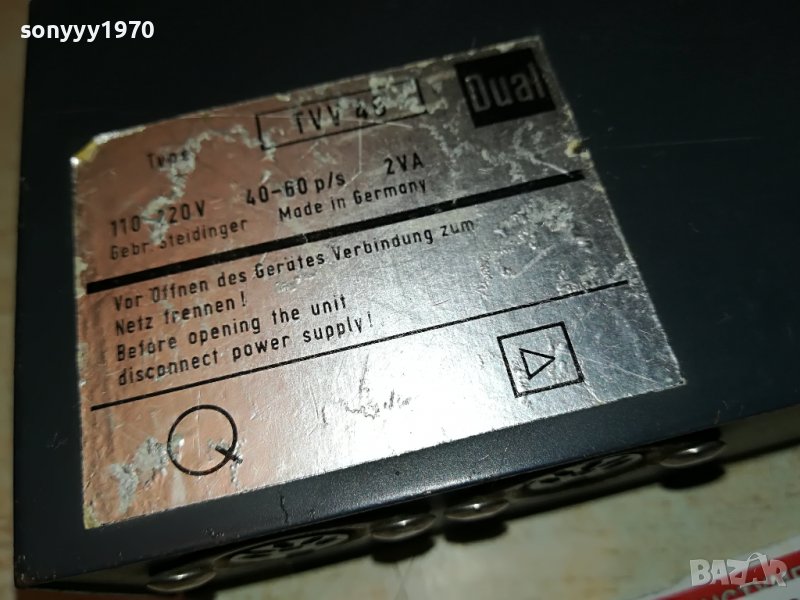 sonyyy1970
Type TVV 46 Dual
110-220V 40-60 p/s 2VA
Gebr. Steidinger Made in Germany
Vor Öffnen des Gerätes Verbindung zum
Netz trennen!
Before opening the unit
disconnect power supply!
BAZAR